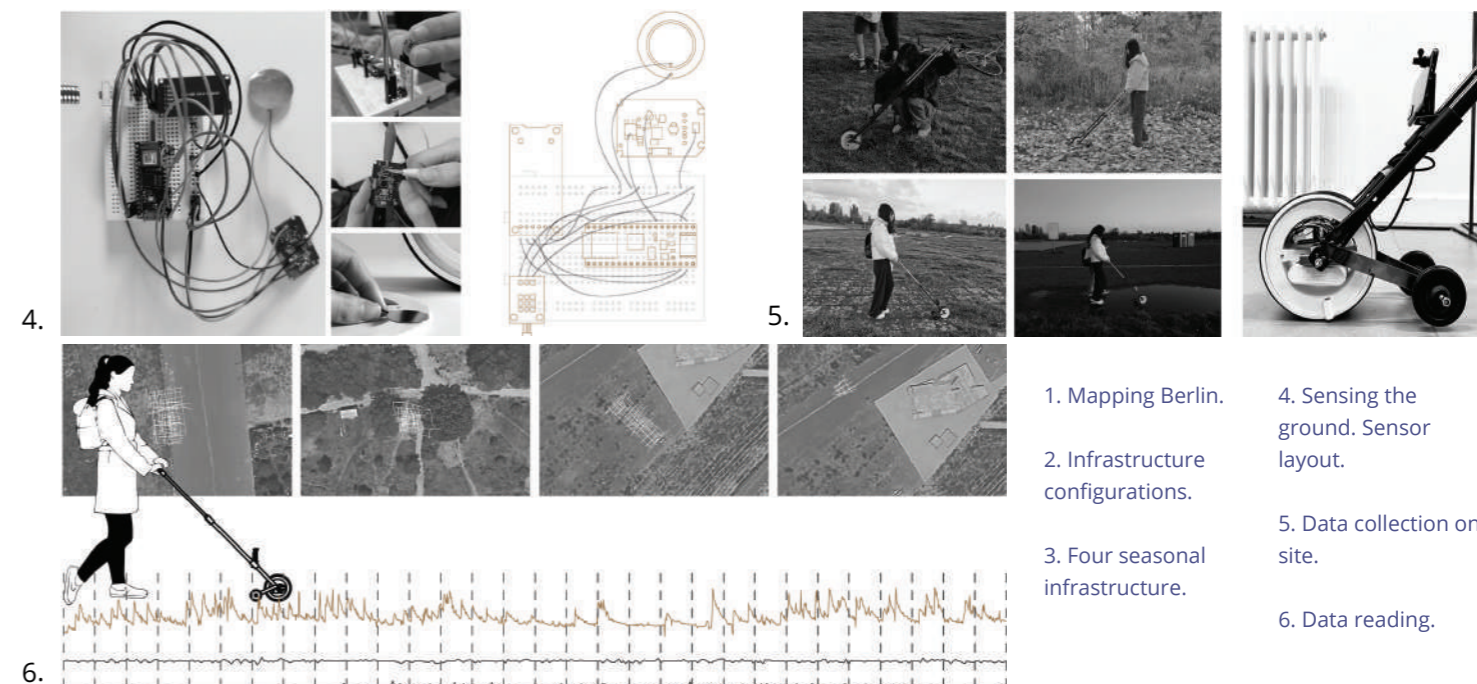 4.
5.
6.
1. Mapping Berlin.
2. Infrastructure
configurations.
3. Four seasonal
infrastructure.
4. Sensing the
ground. Sensor
layout.
5. Data collection on
site.
6. Data reading.